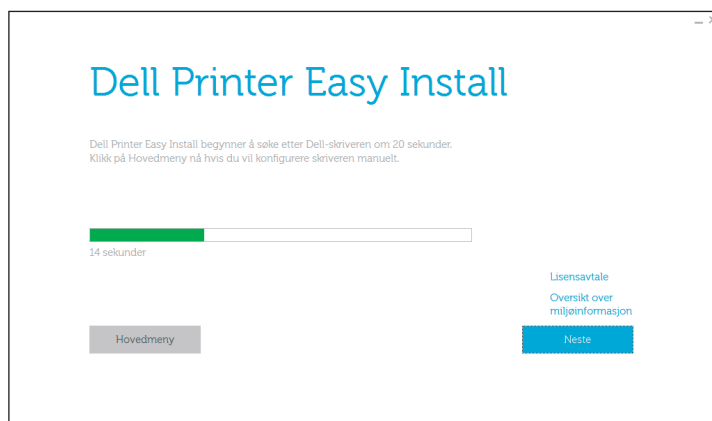 Dell Printer Easy Install
Dell Printer Easy Install begynner å søke etter Dell-skriveren om 20 sekunder.
Klikk på Hovedmeny nå hvis du vil konfigurere skriveren manuelt.
14 sekunder
Lisensavtale
Oversikt over
miljøinformasjon
Hovedmeny
Neste